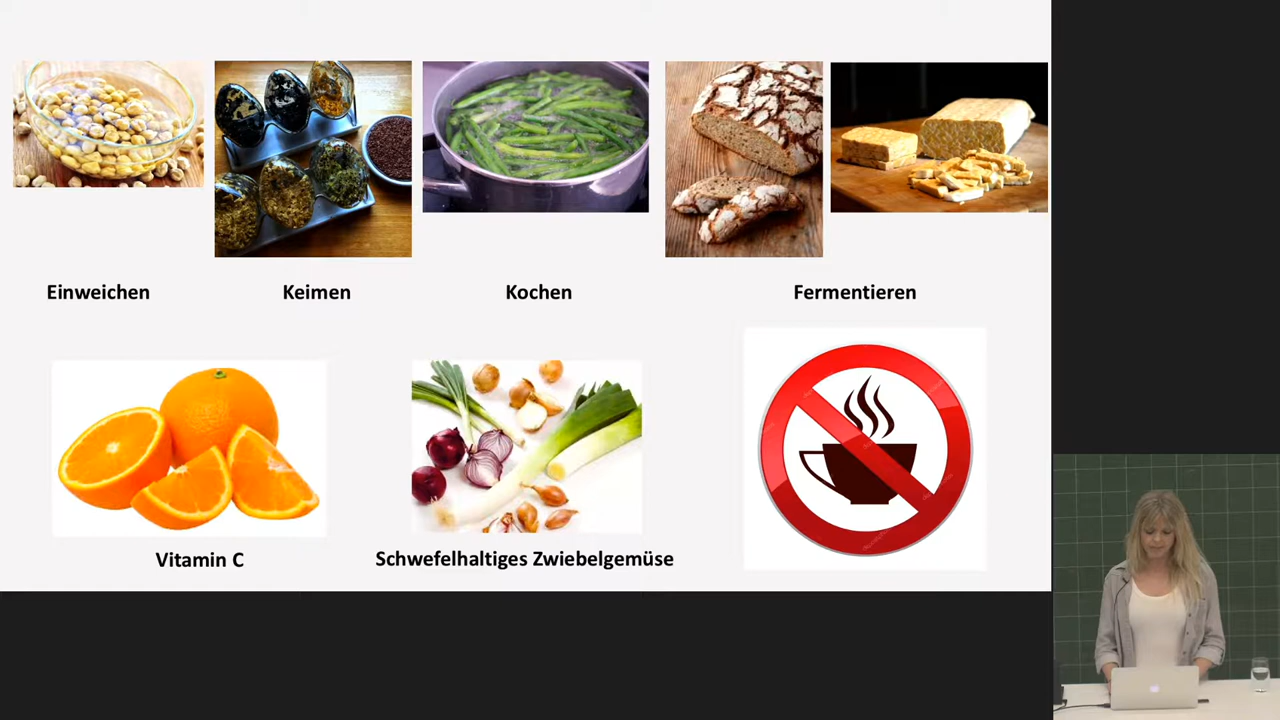 Einweichen
Keimen
Kochen
Fermentieren
Vitamin C
Schwefelhaltiges Zwiebelgemüse